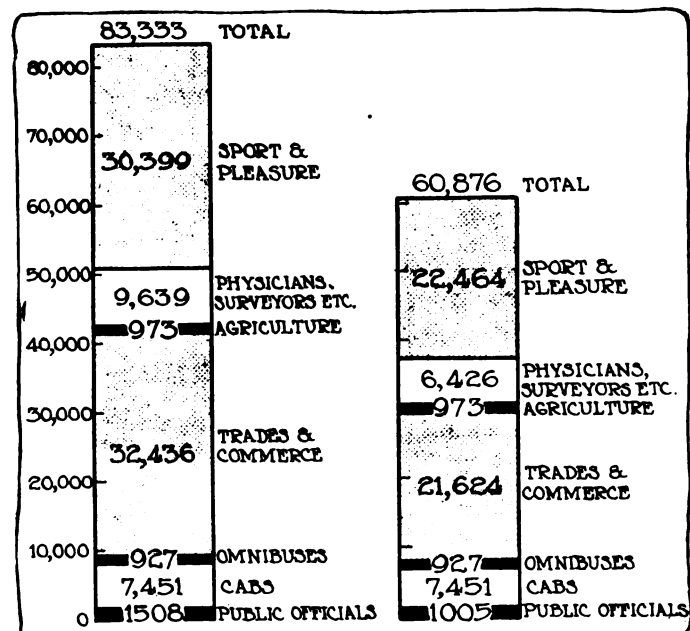 83,333 TOTAL
80,000
70,000
30,399 SPORT &
PLEASURE
60,000
50,000
9,639 PHYSICIANS,
SURVEYORS ETC.
973 AGRICULTURE
40,000
30,000
32,436 TRADES &
COMMERCE
20,000
10,000
927 OMNIBUSES
7,451 CABS
0 1508 PUBLIC OFFICIALS
60,876 TOTAL
22,464 SPORT &
PLEASURE
6,426 PHYSICIANS,
SURVEYORS ETC.
973 AGRICULTURE
21,624 TRADES &
COMMERCE
927 OMNIBUSES
7,451 CABS
1005 PUBLIC OFFICIALS